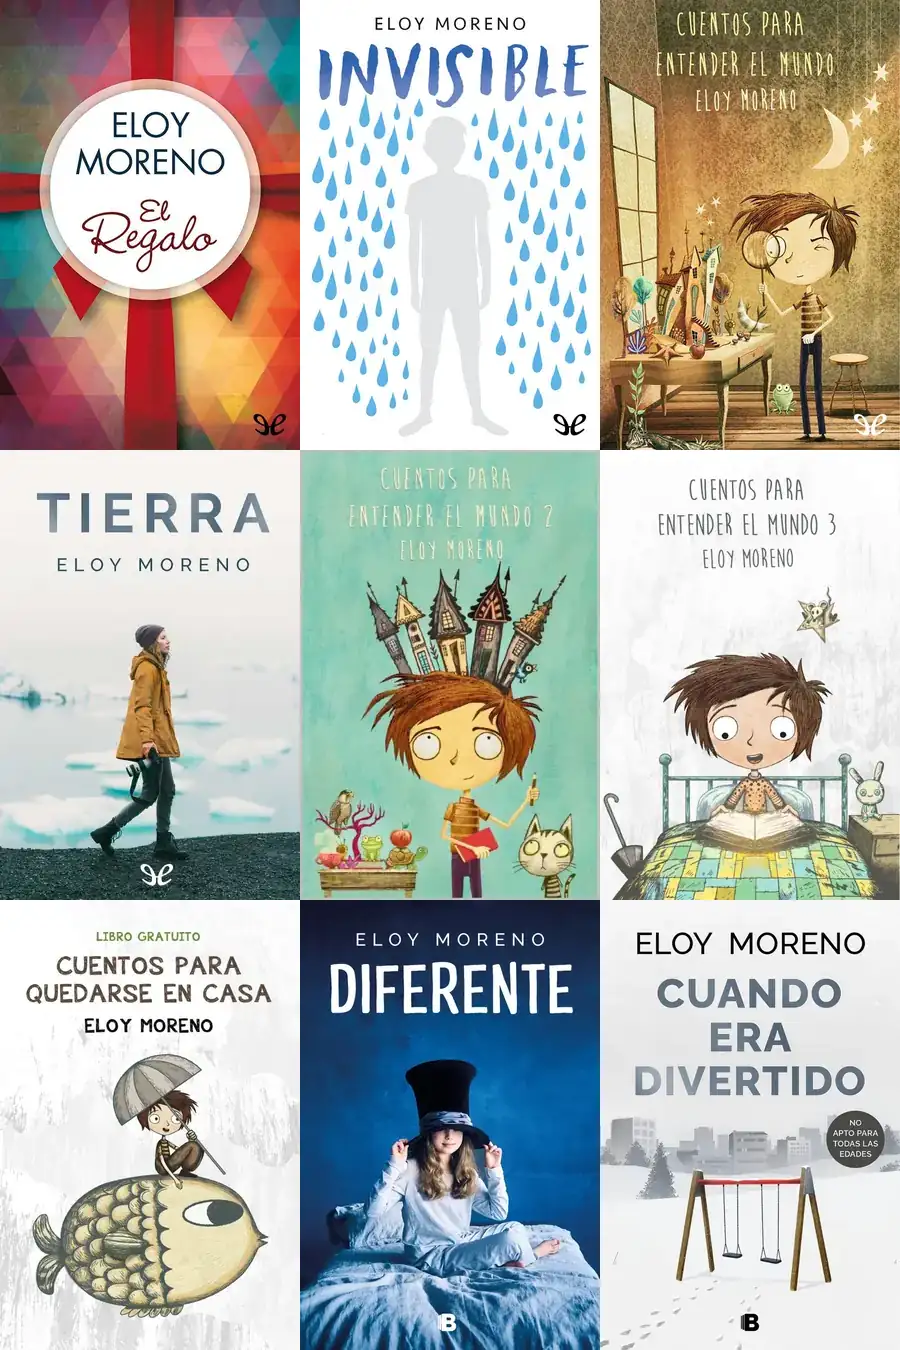 ELOY
MORENO
El
Regalo
ELOY MORENO
INVISIBLE
CUENTOS PARA
ENTENDER EL MUNDO
ELOY MORENO
TIERRA
ELOY MORENO
CUENTOS PARA
ENTENDER EL MUNDO 2
ELOY MORENO
CUENTOS PARA
ENTENDER EL MUNDO 3
ELOY MORENO
LIBRO GRATUITO
CUENTOS PARA
QUEDARSE EN CASA
ELOY MORENO
ELOY MORENO
DIFERENTE
B
ELOY MORENO
CUANDO
ERA
DIVERTIDO
NO
APTO PARA
TODAS LAS
EDADES
B